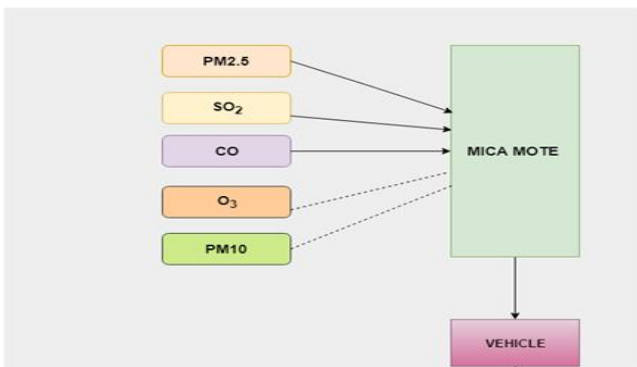 PM2.5
SO₂
CO
O₃
PM10
MICA MOTE
VEHICLE